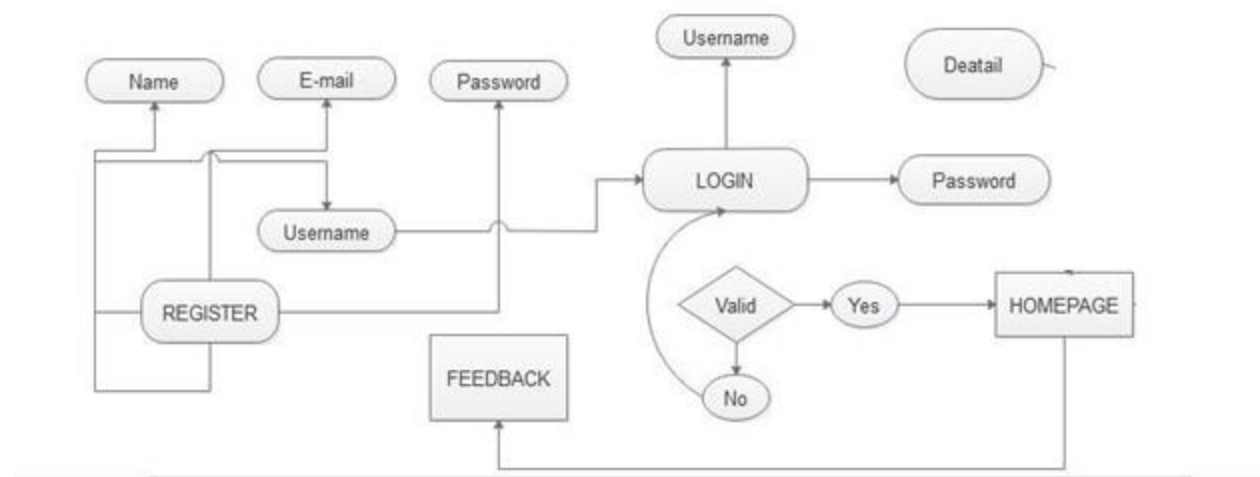 Username
Deatail
Name
E-mail
Password
LOGIN
Password
Username
REGISTER
Valid
Yes
HOMEPAGE
FEEDBACK
No